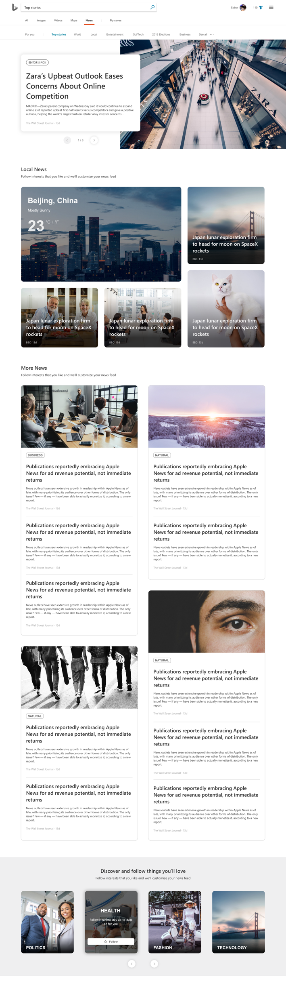 Top stories
Saber
110
All Images Videos Maps News My saves
For you Top stories World Local Entertainment Sci/Tech 2018 Elections Business See all ···
EDITOR'S PICK
Zara's Upbeat Outlook Eases
Concerns About Online
Competition
MADRID—Zara's parent company on Wednesday said it would continue to expand
online as it reported upbeat first-half results versus competitors and gave a positive
outlook, helping the world's largest fashion retailer allay investor concerns…
The Wall Street Journal · 13d
ZARA
1 / 6
Local News
Follow interests that you like and we'll customize your news feed
Beijing, China
Mostly Sunny
23 °C | °F
Japan lunar exploration firm
to head for moon on SpaceX
rockets
BBC· 13d
Japan lunar exploration firm
to head for moon on SpaceX
rockets
BBC· 13d
Japan lunar exploration firm
to head for moon on SpaceX
rockets
BBC· 13d
Japan lunar exploration firm
to head for moon on SpaceX
rockets
BBC· 13d
More News
Follow interests that you like and we'll customize your news feed
BUSINESS
Publications reportedly embracing Apple
News for ad revenue potential, not immediate
returns
News outlets have seen extensive growth in readership within Apple News as of
late, with many prioritizing its audience over other forms of distribution. The only
issue? Few — if any — have been able to actually monetize it, according to a new
report.
The Wall Street Journal · 13d
Publications reportedly embracing Apple
News for ad revenue potential, not immediate
returns
News outlets have seen extensive growth in readership within Apple News as of
late, with many prioritizing its audience over other forms of distribution. The only
issue? Few — if any — have been able to actually monetize it, according to a new
report.
The Wall Street Journal · 13d
Publications reportedly embracing Apple
News for ad revenue potential, not immediate
returns
News outlets have seen extensive growth in readership within Apple News as of
late, with many prioritizing its audience over other forms of distribution. The only
issue? Few — if any — have been able to actually monetize it, according to a new
report.
The Wall Street Journal · 13d
NATURAL
Publications reportedly embracing Apple
News for ad revenue potential, not immediate
returns
News outlets have seen extensive growth in readership within Apple News as of
late, with many prioritizing its audience over other forms of distribution. The only
issue? Few — if any — have been able to actually monetize it, according to a new
report.
The Wall Street Journal · 13d
Publications reportedly embracing Apple
News for ad revenue potential, not immediate
returns
News outlets have seen extensive growth in readership within Apple News as of
late, with many prioritizing its audience over other forms of distribution. The only
issue? Few — if any — have been able to actually monetize it, according to a new
report.
The Wall Street Journal · 13d
NATURAL
Publications reportedly embracing Apple
News for ad revenue potential, not immediate
returns
News outlets have seen extensive growth in readership within Apple News as of
late, with many prioritizing its audience over other forms of distribution. The only
issue? Few — if any — have been able to actually monetize it, according to a new
report.
The Wall Street Journal · 13d
Publications reportedly embracing Apple
News for ad revenue potential, not immediate
returns
News outlets have seen extensive growth in readership within Apple News as of
late, with many prioritizing its audience over other forms of distribution. The only
issue? Few — if any — have been able to actually monetize it, according to a new
report.
The Wall Street Journal · 13d
NATURAL
Publications reportedly embracing Apple
News for ad revenue potential, not immediate
returns
News outlets have seen extensive growth in readership within Apple News as of
late, with many prioritizing its audience over other forms of distribution. The only
issue? Few — if any — have been able to actually monetize it, according to a new
report.
The Wall Street Journal · 13d
Publications reportedly embracing Apple
News for ad revenue potential, not immediate
returns
News outlets have seen extensive growth in readership within Apple News as of
late, with many prioritizing its audience over other forms of distribution. The only
issue? Few — if any — have been able to actually monetize it, according to a new
report.
The Wall Street Journal · 13d
Publications reportedly embracing Apple
News for ad revenue potential, not immediate
returns
News outlets have seen extensive growth in readership within Apple News as of
late, with many prioritizing its audience over other forms of distribution. The only
issue? Few — if any — have been able to actually monetize it, according to a new
report.
The Wall Street Journal · 13d
Discover and follow things you'll love
Follow interests that you like and we'll customize your news feed
POLITICS
HEALTH
Follow Healthto stay up-to-date
on for you.
Follow
FASHION
TECHNOLOGY